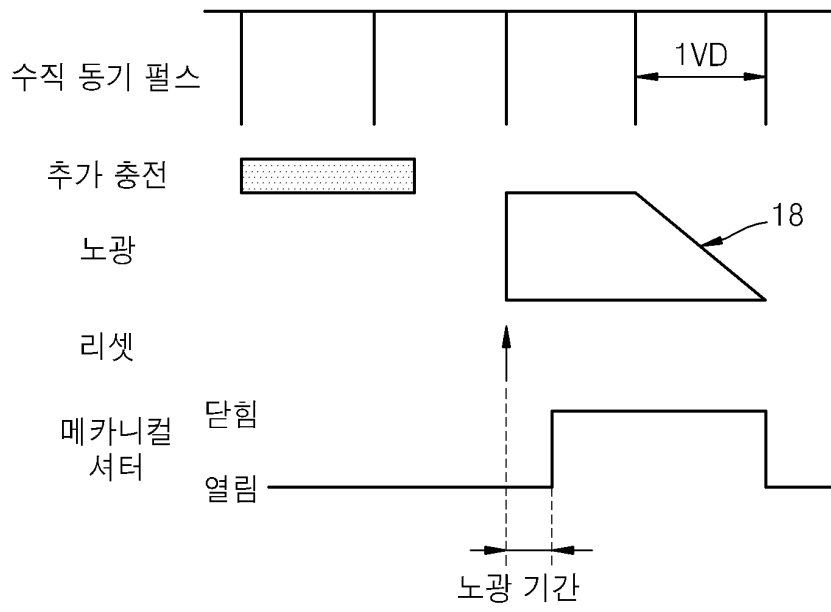 수직 동기 펄스
1VD
추가 충전
노광
18
리셋
메카니컬
셔터
닫힘
열림
노광 기간